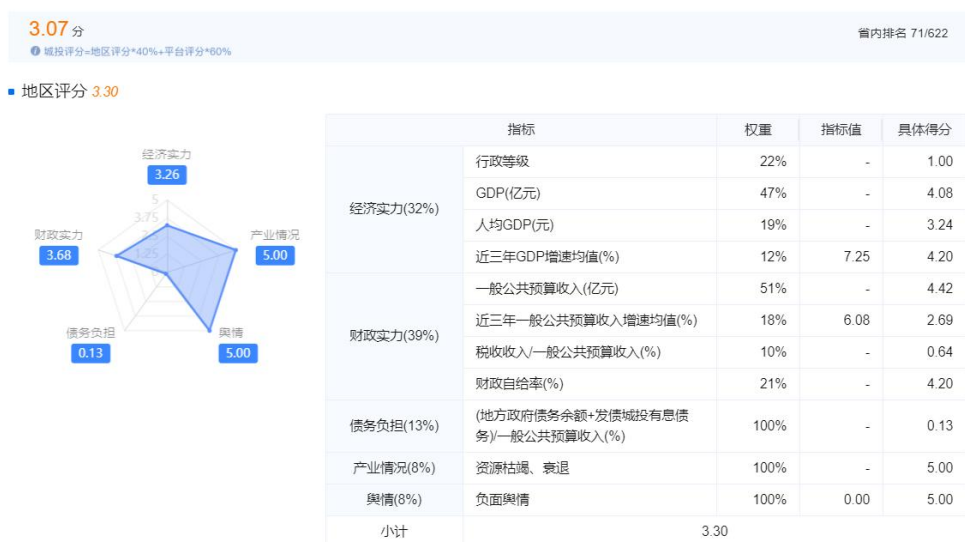 3.07 分
城投评分=地区评分*40%+平台评分*60%
省内排名 71/622
地区评分 3.30
经济实力
3.26
5
3.75
1.25
财政实力
3.68
产业情况
5.00
债务负担
0.13
舆情
5.00
指标 权重 指标值 具体得分
经济实力(32%)
行政等级 22% - 1.00
GDP(亿元) 47% - 4.08
人均GDP(元) 19% - 3.24
近三年GDP增速均值(%) 12% 7.25 4.20
财政实力(39%)
一般公共预算收入(亿元) 51% - 4.42
近三年一般公共预算收入增速均值(%) 18% 6.08 2.69
税收收入/一般公共预算收入(%) 10% - 0.64
财政自给率(%) 21% - 4.20
债务负担(13%)
(地方政府债务余额+发债城投有息债
务)/一般公共预算收入(%) 100% - 0.13
产业情况(8%) 资源枯竭、衰退 100% - 5.00
舆情(8%) 负面舆情 100% 0.00 5.00
小计 3.30